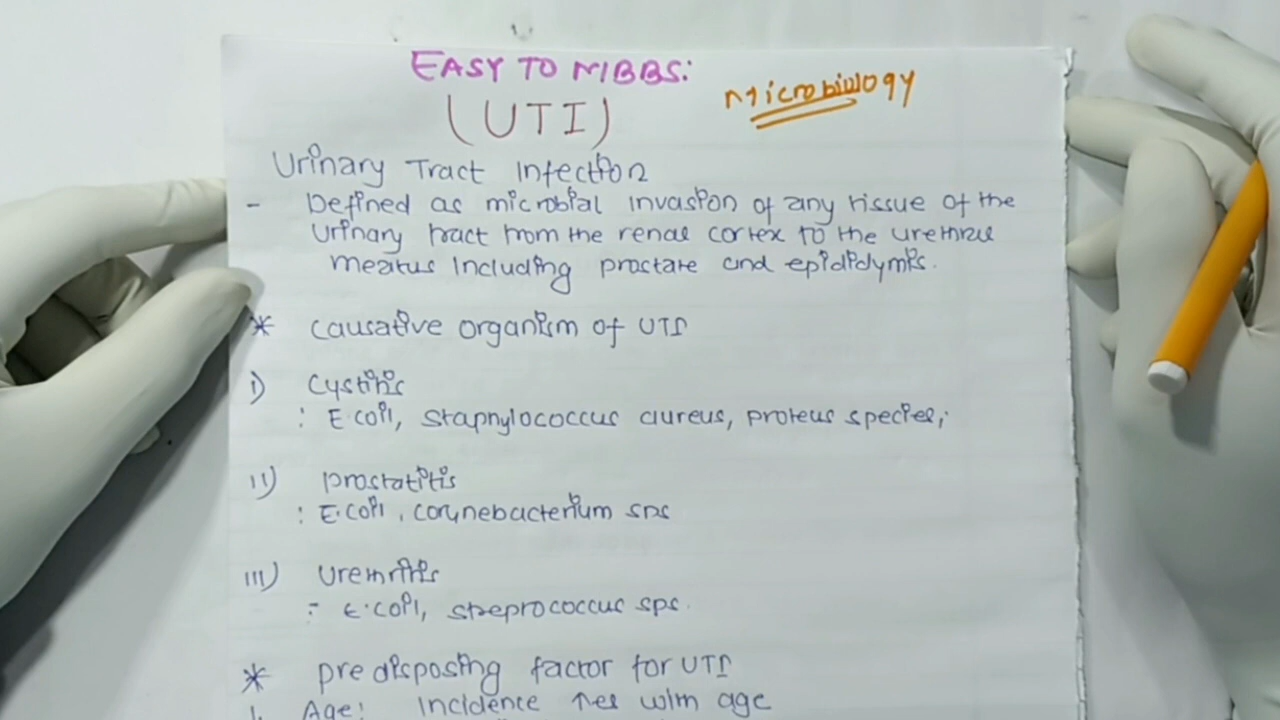 EASY TO MBBS:
Microbiology
(UTI)
Urinary Tract Infection
- Defined as microbial invasion of any tissue of the
urinary tract from the renal cortex to the urethral
meatus including prostate and epididymis.
* causative organism of UTI
i) Cystitis
: E.coli, staphylococcus aureus, proteus species,
ii) prostatitis
: E.coli, corynebacterium sps
iii) urethritis
: E.coli, streptococcus sps.
* predisposing factor for UTI
1. Age: Incidence ↑es with age